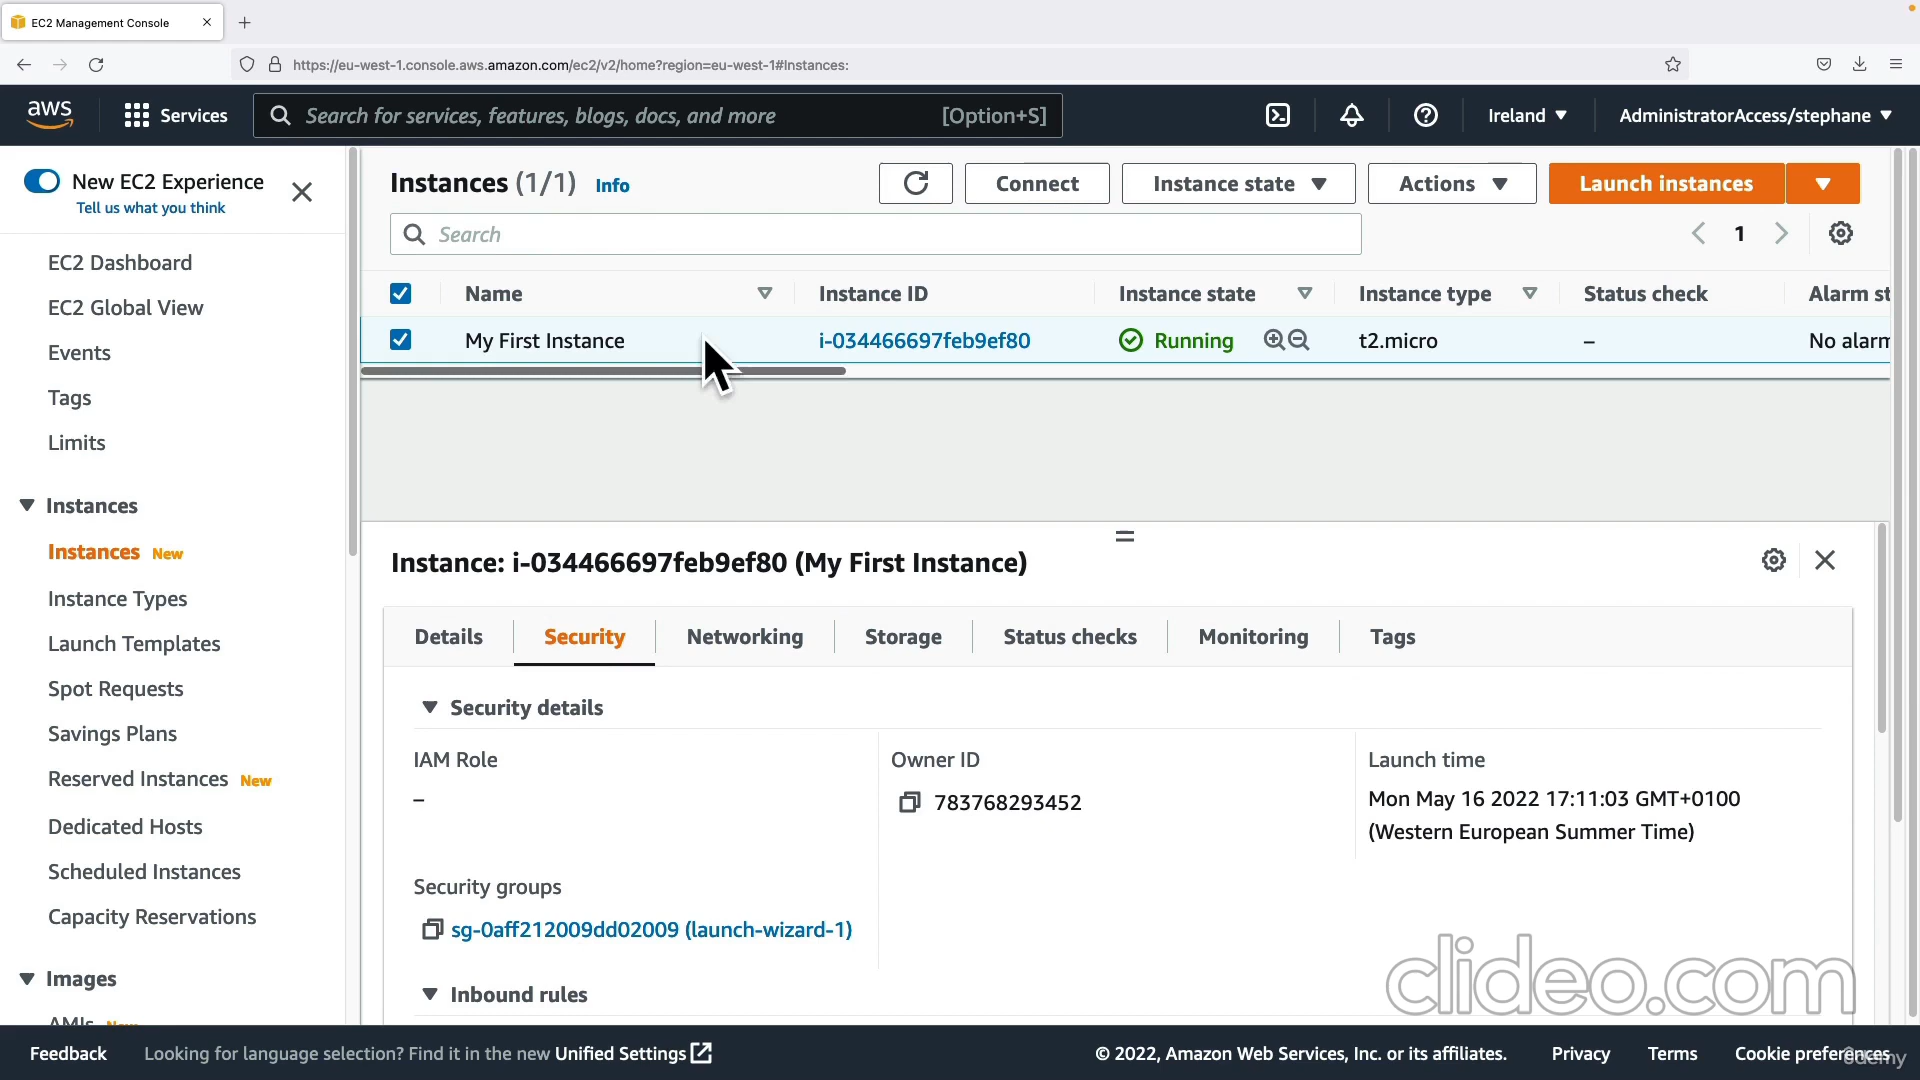 EC2 Management Console
https://eu-west-1.console.aws.amazon.com/ec2/v2/home?region=eu-west-1#Instances:
aws
Services
Search for services, features, blogs, docs, and more
[Option+S]
Ireland
AdministratorAccess/stephane
New EC2 Experience
Tell us what you think
EC2 Dashboard
EC2 Global View
Events
Tags
Limits
Instances
Instances New
Instance Types
Launch Templates
Spot Requests
Savings Plans
Reserved Instances New
Dedicated Hosts
Scheduled Instances
Capacity Reservations
Images
AMIs New
Instances (1/1) Info
Connect
Instance state
Actions
Launch instances
Search
1
Name Instance ID Instance state Instance type Status check Alarm st
My First Instance i-034466697feb9ef80 Running t2.micro – No alarm
Instance: i-034466697feb9ef80 (My First Instance)
Details Security Networking Storage Status checks Monitoring Tags
Security details
IAM Role
–
Owner ID
783768293452
Launch time
Mon May 16 2022 17:11:03 GMT+0100
(Western European Summer Time)
Security groups
sg-0aff212009dd02009 (launch-wizard-1)
Inbound rules
clideo.com
Feedback
Looking for language selection? Find it in the new Unified Settings
© 2022, Amazon Web Services, Inc. or its affiliates.
Privacy
Terms
Cookie preferences
ûdemy